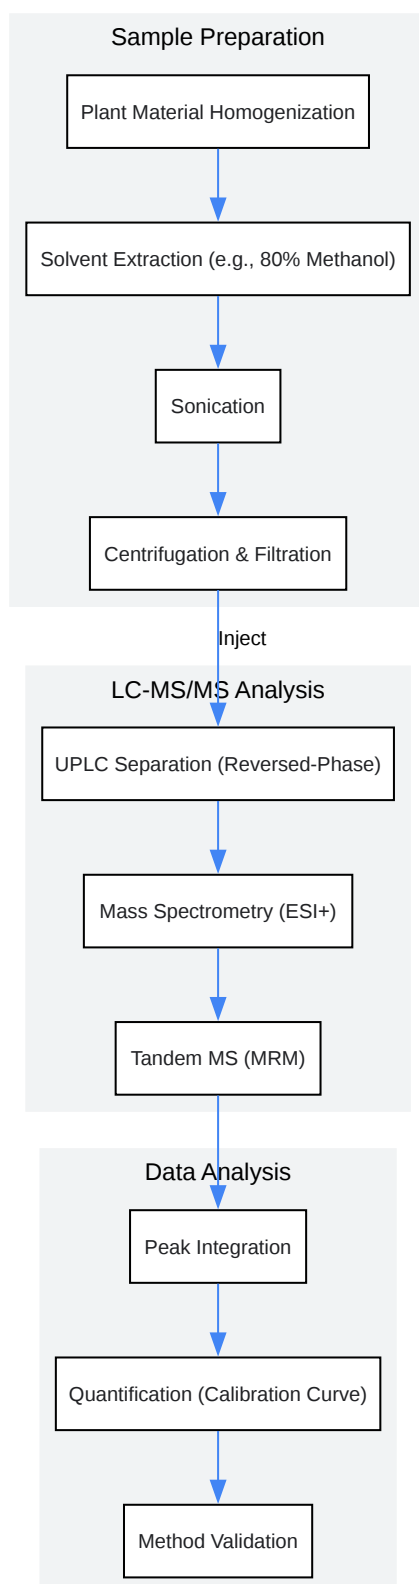 Sample Preparation
Plant Material Homogenization
Solvent Extraction (e.g., 80% Methanol)
Sonication
Centrifugation & Filtration
Inject
LC-MS/MS Analysis
UPLC Separation (Reversed-Phase)
Mass Spectrometry (ESI+)
Tandem MS (MRM)
Data Analysis
Peak Integration
Quantification (Calibration Curve)
Method Validation